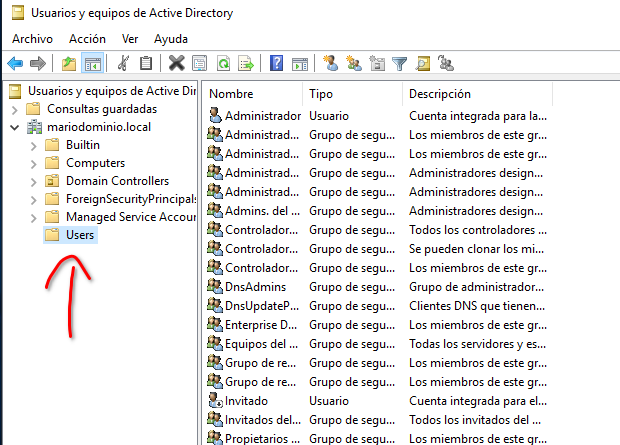 Usuarios y equipos de Active Directory
Archivo Acción Ver Ayuda
Usuarios y equipos de Active Dir
Consultas guardadas
mariodominio.local
Builtin
Computers
Domain Controllers
ForeignSecurityPrincipals
Managed Service Accoun
Users
Nombre Tipo Descripción
Administrador Usuario Cuenta integrada para la...
Administrad... Grupo de segu... Los miembros de este gr...
Administrad... Grupo de segu... Los miembros de este gr...
Administrad... Grupo de segu... Administradores design...
Administrad... Grupo de segu... Los miembros de este gr...
Admins. del ... Grupo de segu... Administradores design...
Controlador... Grupo de segu... Todos los controladores
Controlador... Grupo de segu... Se pueden clonar los mi...
Controlador... Grupo de segu... Los miembros de este gr...
DnsAdmins Grupo de segu... Grupo de administrador...
DnsUpdateP... Grupo de segu... Clientes DNS que tienen...
Enterprise D... Grupo de segu... Los miembros de este gr...
Equipos del ... Grupo de segu... Todas los servidores y es...
Grupo de re... Grupo de segu... Los miembros de este gr...
Grupo de re... Grupo de segu... Los miembros de este gr...
Invitado Usuario Cuenta integrada para el...
Invitados del... Grupo de segu... Todos los invitados del ...
Propietarios ... Grupo de segu... Los miembros de este gr...